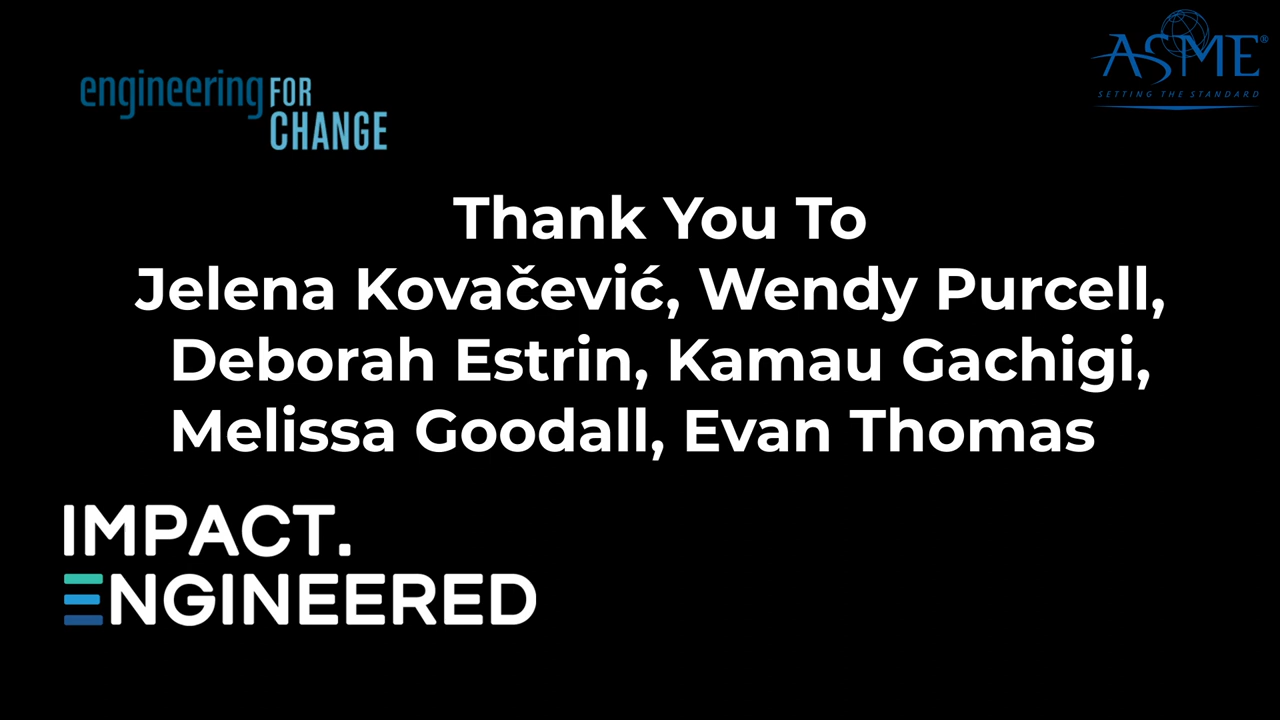 engineering FOR
CHANGE
ASME®
SETTING THE STANDARD
Thank You To
Jelena Kovačević, Wendy Purcell,
Deborah Estrin, Kamau Gachigi,
Melissa Goodall, Evan Thomas
IMPACT.
ENGINEERED